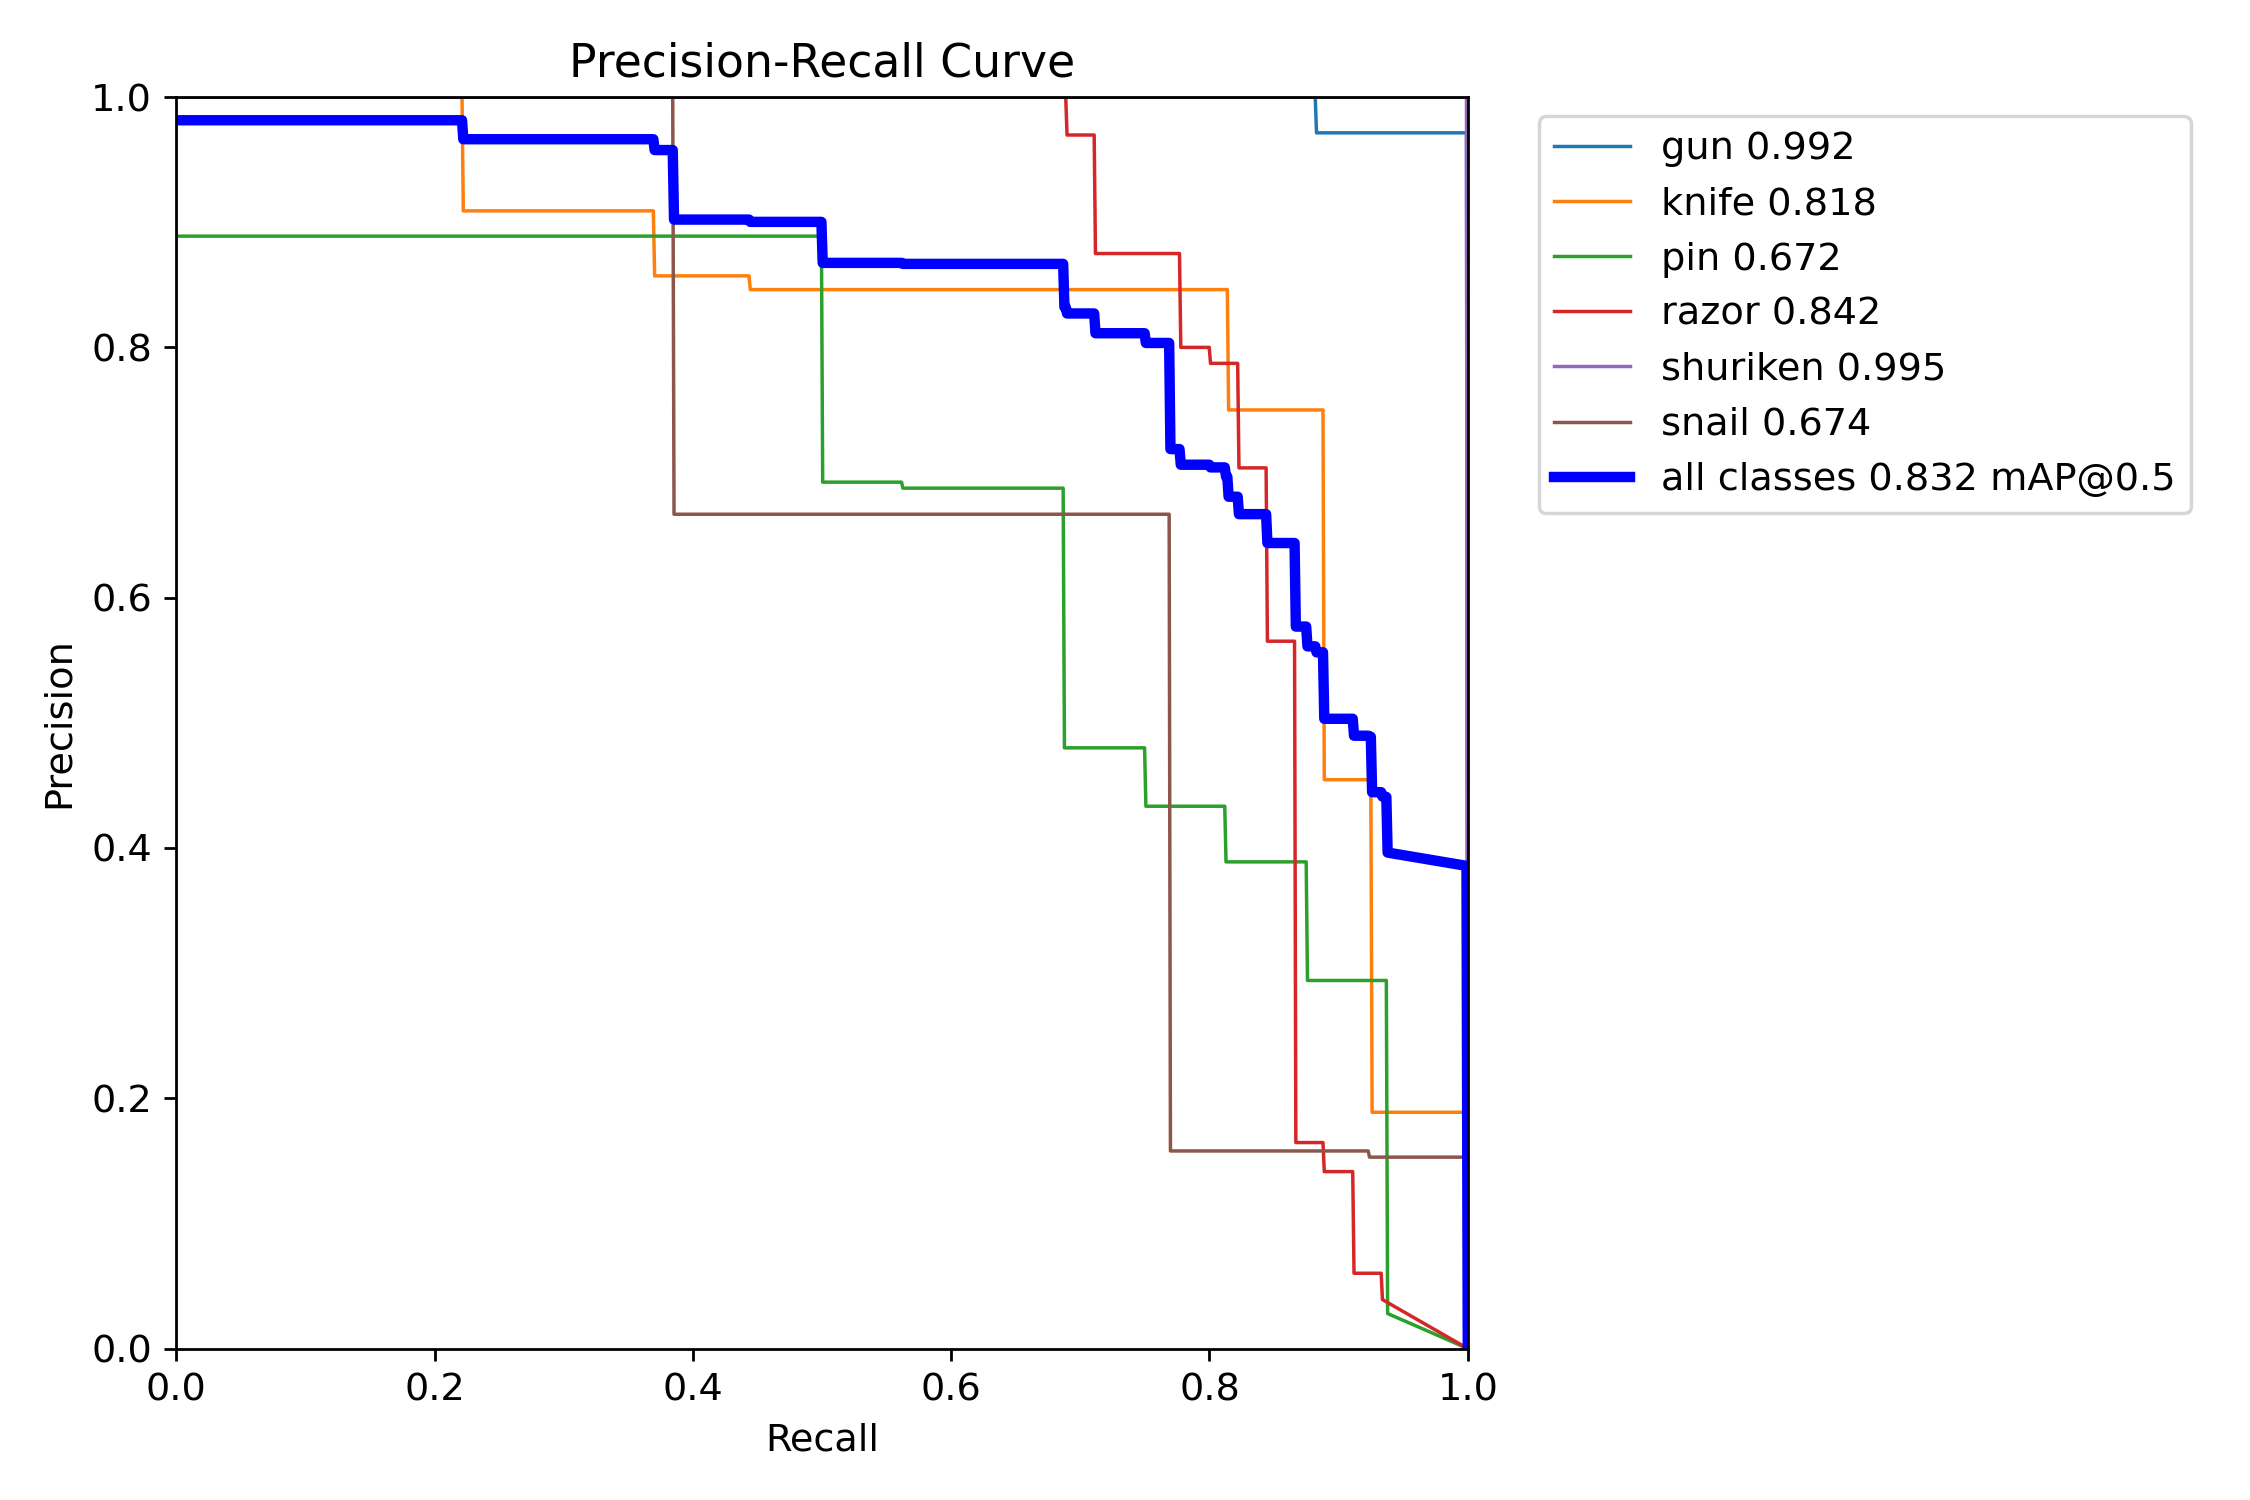 Precision-Recall Curve
1.0
0.8
0.6
0.4
0.2
0.0
Precision
0.0 0.2 0.4 0.6 0.8 1.0
Recall
gun 0.992
knife 0.818
pin 0.672
razor 0.842
shuriken 0.995
snail 0.674
all classes 0.832 mAP@0.5